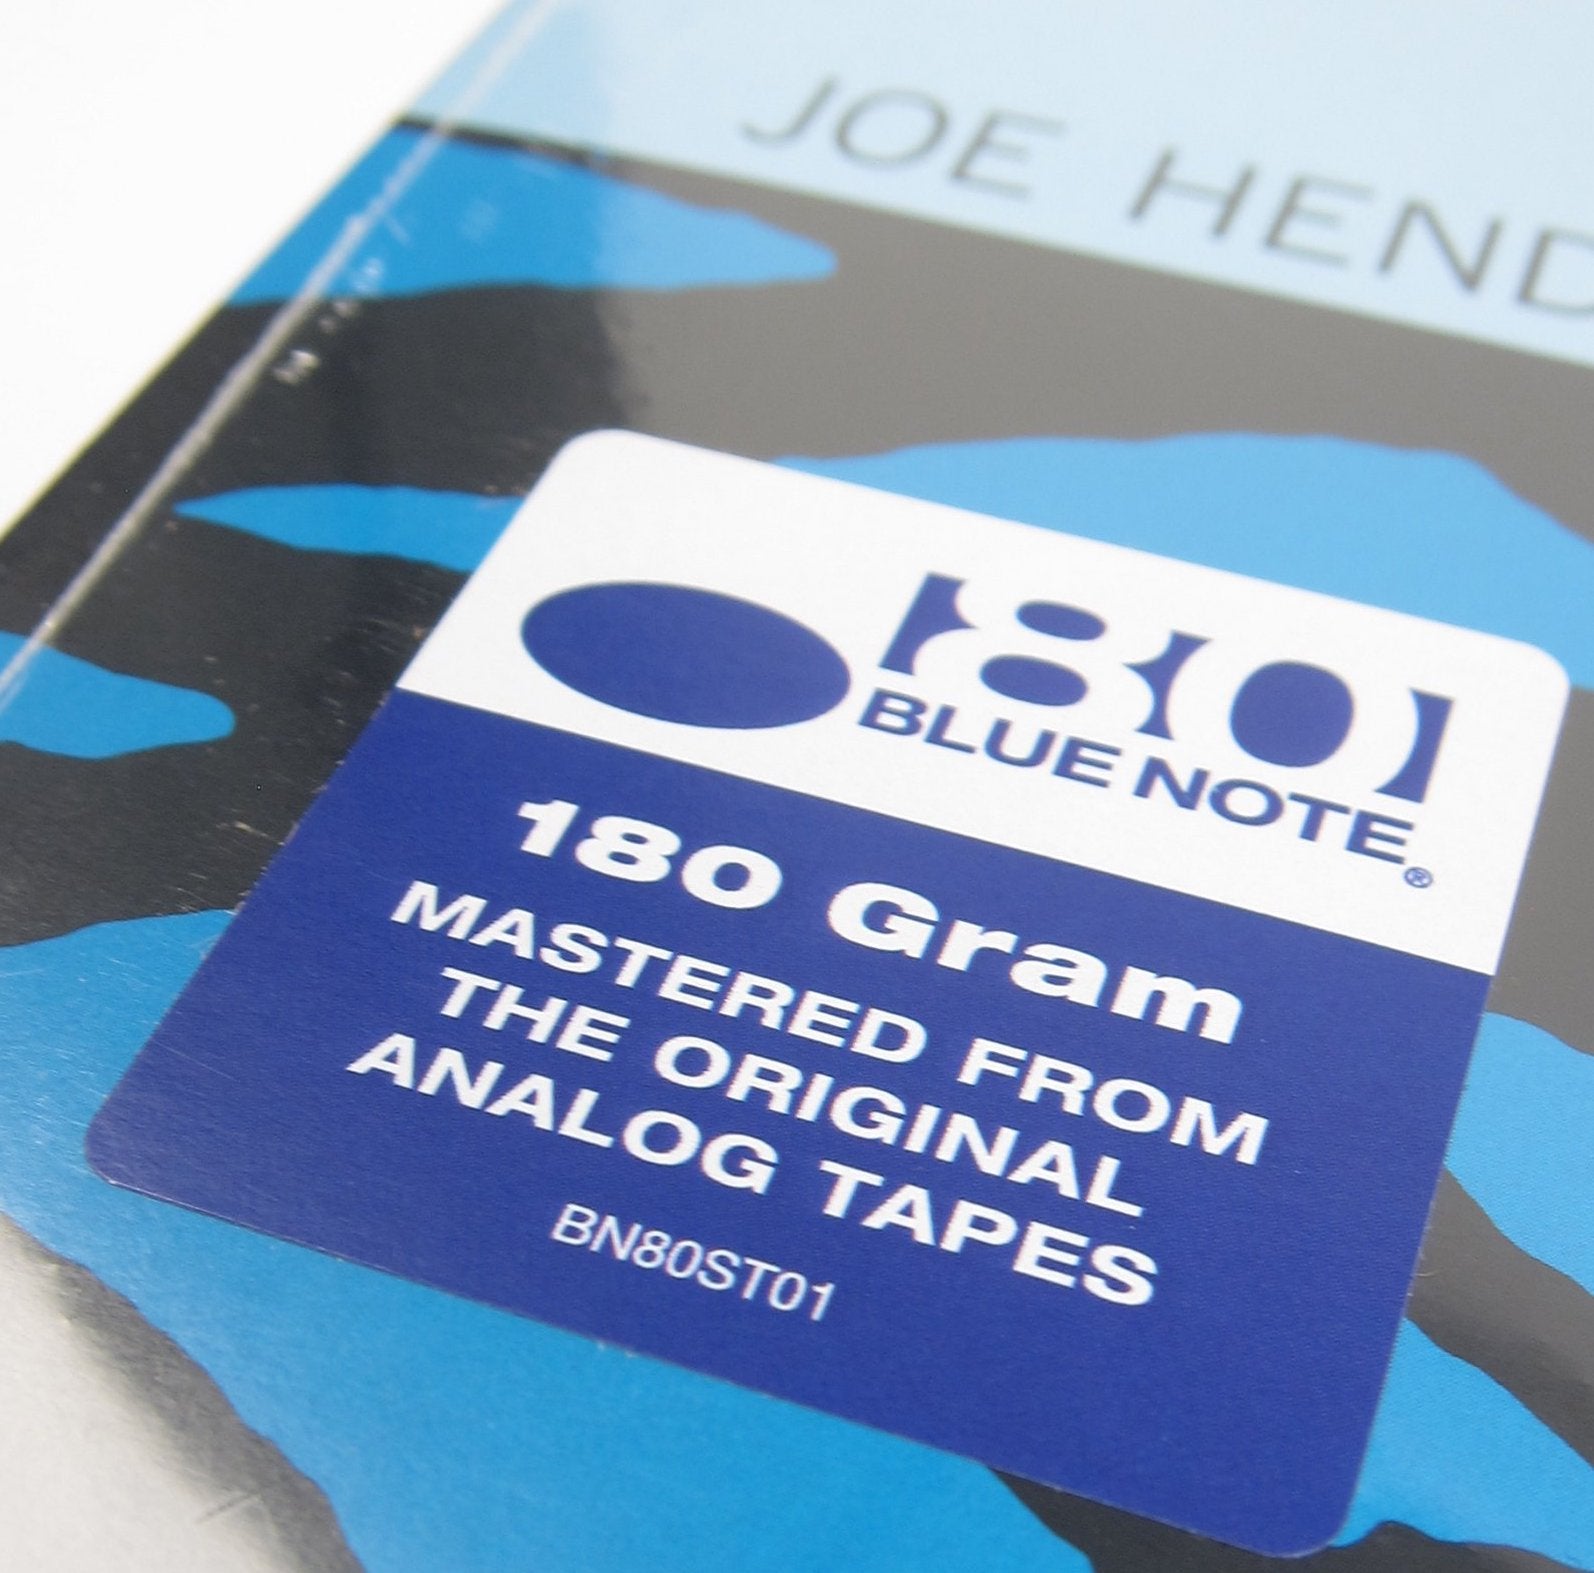 JOE HEND
80
BLUE NOTE®
180 Gram
MASTERED FROM
THE ORIGINAL
ANALOG TAPES
BN80ST01